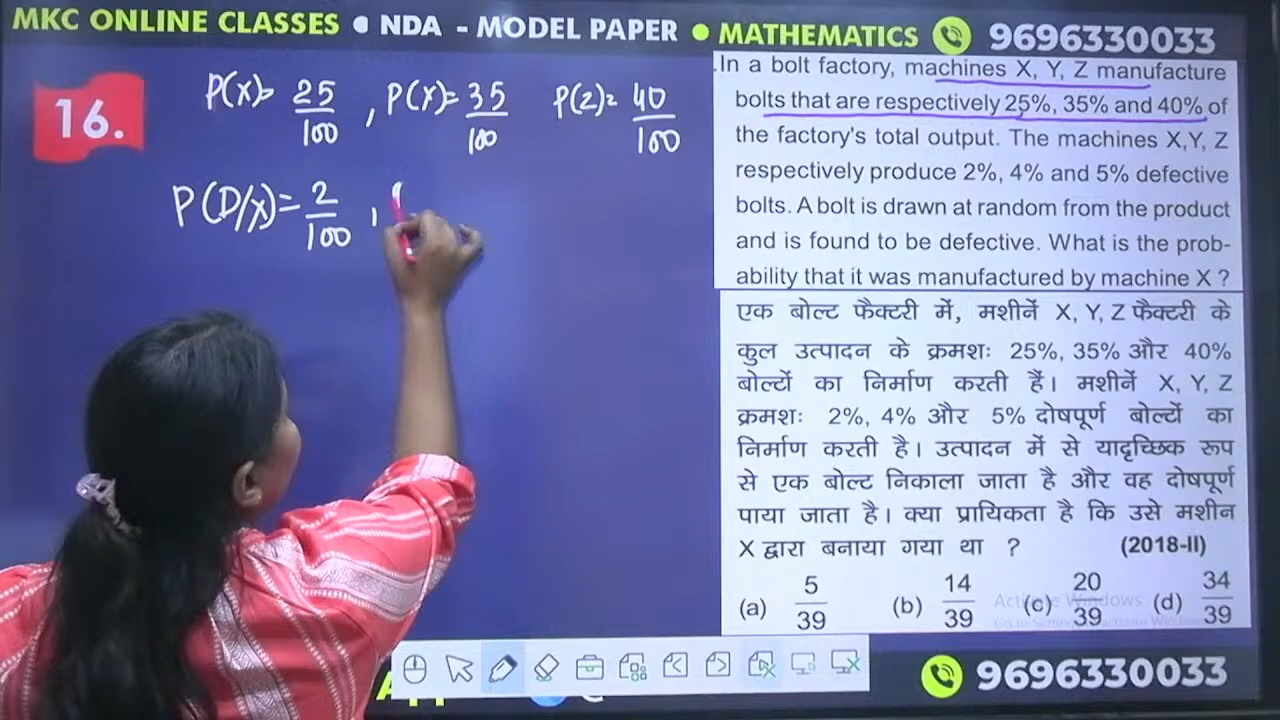 MKC ONLINE CLASSES ● NDA - MODEL PAPER ● MATHEMATICS 9696330033
16.
P(X)= 25/100 , P(Y)= 35/100 P(Z)= 40/100
P(D/X)= 2/100 ,
.In a bolt factory, machines X, Y, Z manufacture
bolts that are respectively 25%, 35% and 40% of
the factory's total output. The machines X,Y, Z
respectively produce 2%, 4% and 5% defective
bolts. A bolt is drawn at random from the product
and is found to be defective. What is the prob-
ability that it was manufactured by machine X ?
एक बोल्ट फैक्टरी में, मशीनें X, Y, Z फैक्टरी के
कुल उत्पादन के क्रमशः 25%, 35% और 40%
बोल्टों का निर्माण करती हैं। मशीनें X, Y, Z
क्रमशः 2%, 4% और 5% दोषपूर्ण बोल्टों का
निर्माण करती है। उत्पादन में से यादृच्छिक रूप
से एक बोल्ट निकाला जाता है और वह दोषपूर्ण
पाया जाता है। क्या प्रायिकता है कि उसे मशीन
X द्वारा बनाया गया था ? (2018-II)
(a) 5/39 (b) 14/39 (c) 20/39 (d) 34/39
Activate Windows
9696330033